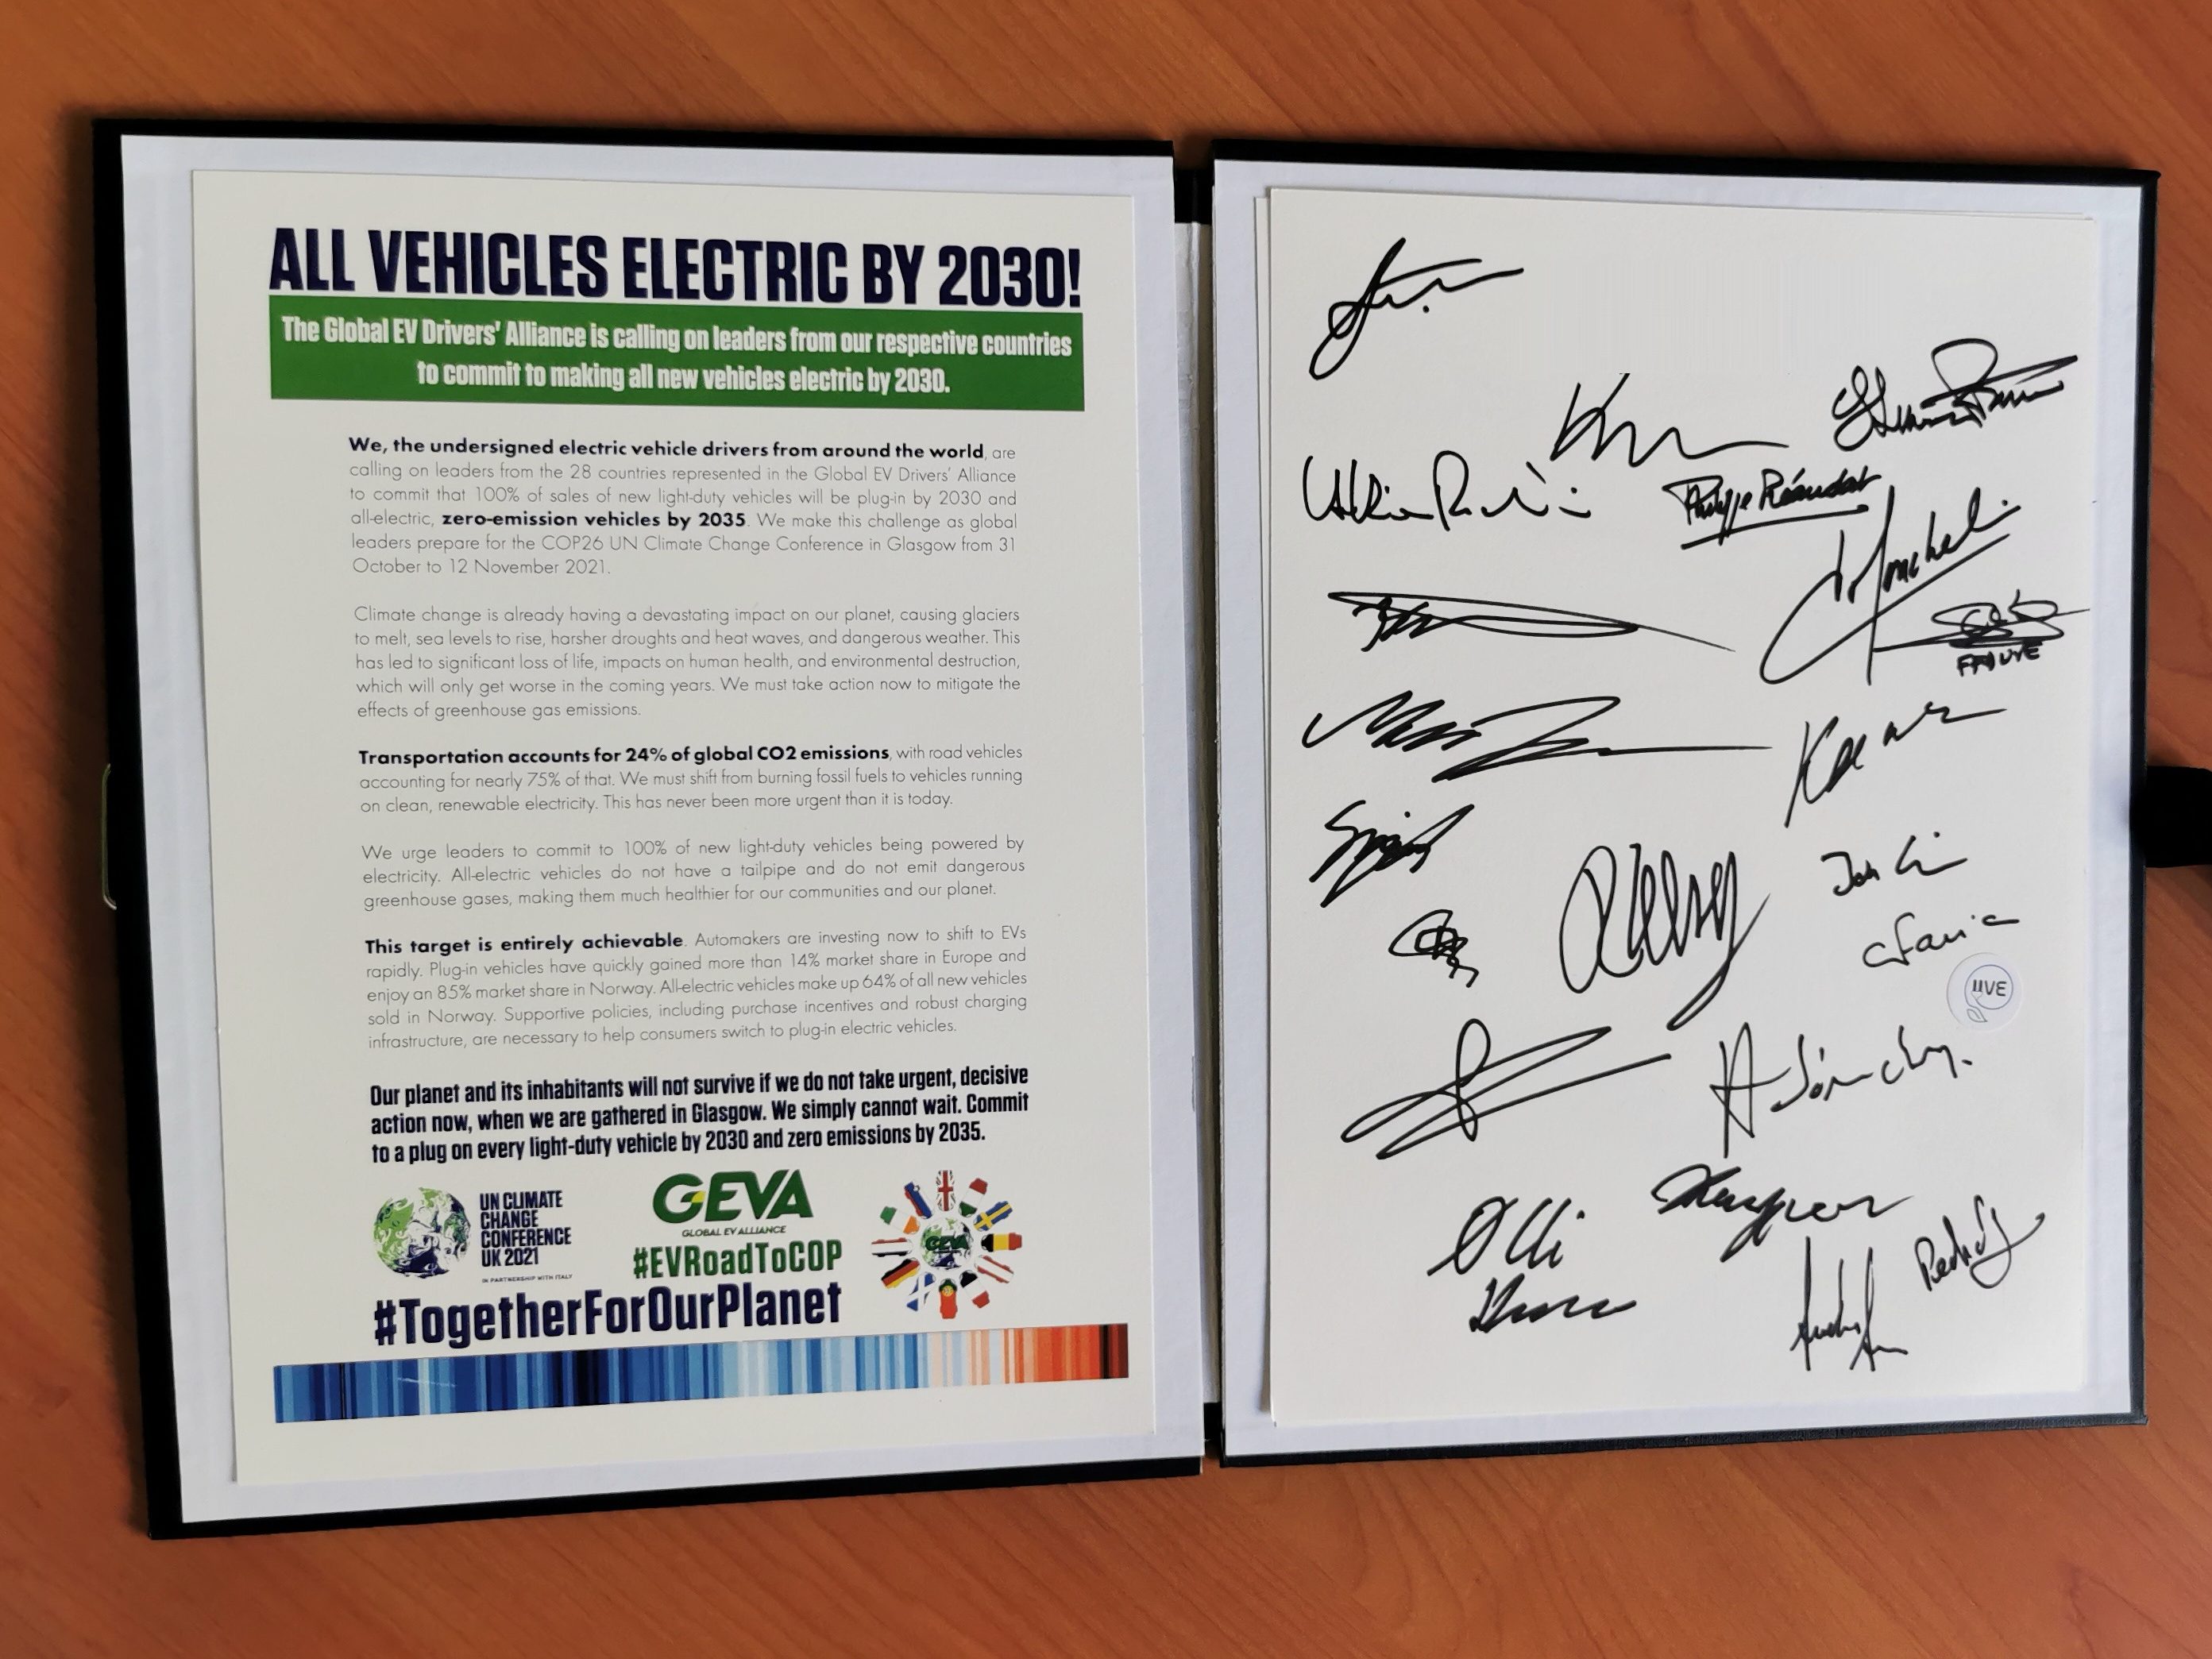 ALL VEHICLES ELECTRIC BY 2030!
The Global EV Drivers' Alliance is calling on leaders from our respective countries
to commit to making all new vehicles electric by 2030.
We, the undersigned electric vehicle drivers from around the world, are
calling on leaders from the 28 countries represented in the Global EV Drivers' Alliance
to commit that 100% of sales of new light-duty vehicles will be plug-in by 2030 and
all-electric, zero-emission vehicles by 2035. We make this challenge as global
leaders prepare for the COP26 UN Climate Change Conference in Glasgow from 31
October to 12 November 2021.
Climate change is already having a devastating impact on our planet, causing glaciers
to melt, sea levels to rise, harsher droughts and heat waves, and dangerous weather. This
has led to significant loss of life, impacts on human health, and environmental destruction,
which will only get worse in the coming years. We must take action now to mitigate the
effects of greenhouse gas emissions.
Transportation accounts for 24% of global CO2 emissions, with road vehicles
accounting for nearly 75% of that. We must shift from burning fossil fuels to vehicles running
on clean, renewable electricity. This has never been more urgent than it is today.
We urge leaders to commit to 100% of new light-duty vehicles being powered by
electricity. All-electric vehicles do not have a tailpipe and do not emit dangerous
greenhouse gases, making them much healthier for our communities and our planet.
This target is entirely achievable. Automakers are investing now to shift to EVs
rapidly. Plug-in vehicles have quickly gained more than 14% market share in Europe and
enjoy an 85% market share in Norway. All-electric vehicles make up 64% of all new vehicles
sold in Norway. Supportive policies, including purchase incentives and robust charging
infrastructure, are necessary to help consumers switch to plug-in electric vehicles.
Our planet and its inhabitants will not survive if we do not take urgent, decisive
action now, when we are gathered in Glasgow. We simply cannot wait. Commit
to a plug on every light-duty vehicle by 2030 and zero emissions by 2035.
UN CLIMATE
CHANGE
CONFERENCE
UK 2021
IN PARTNERSHIP WITH ITALY
GEVA
GLOBAL EV ALLIANCE
#EVRoadToCOP
GEVA
#TogetherForOurPlanet
Philippe Réaudat
FAUVE
UVE
Olli